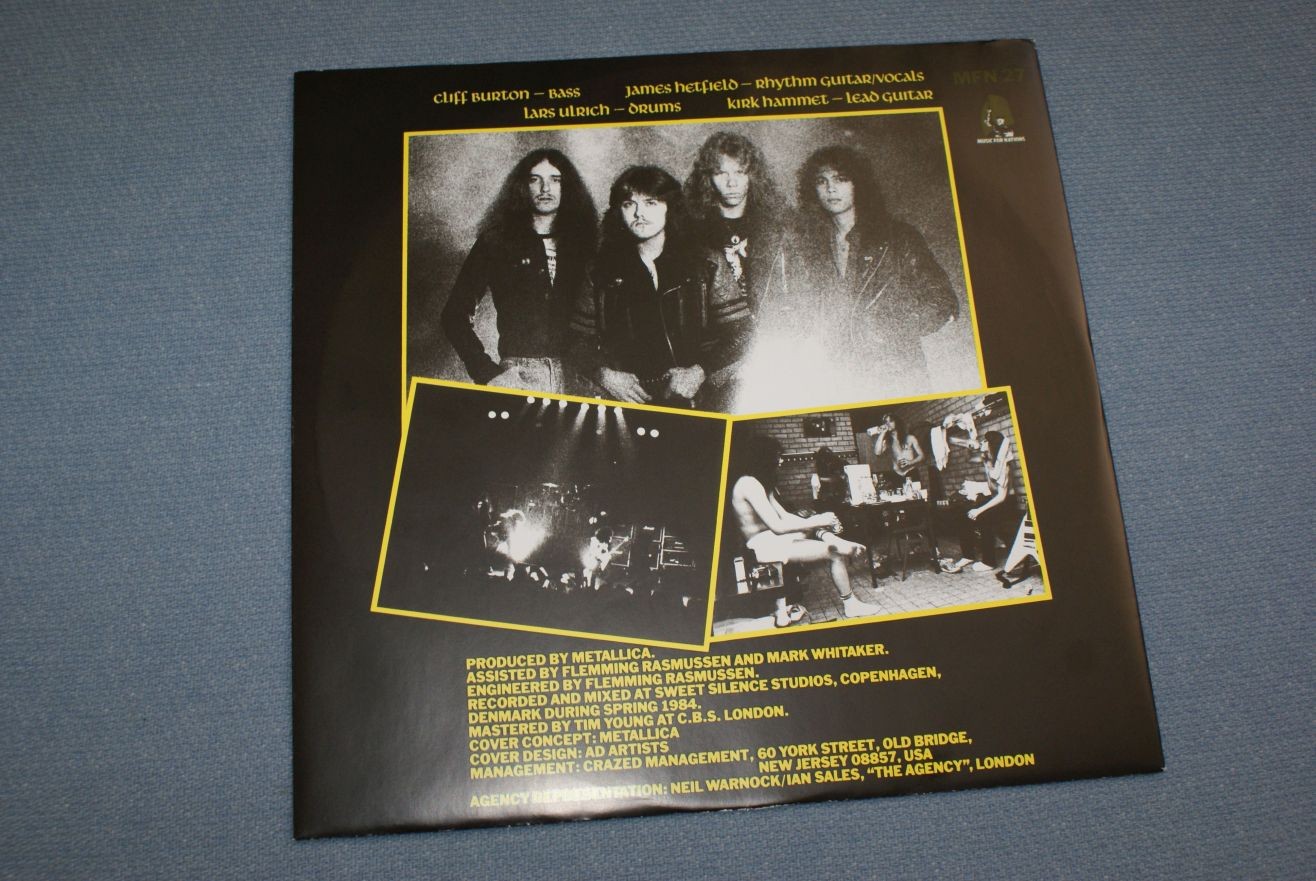 CLIFF BURTON – BASS JAMES HETFIELD – RHYTHM GUITAR/VOCALS
LARS ULRICH – DRUMS KIRK HAMMET – LEAD GUITAR
MFN 27
MUSIC FOR NATIONS
PRODUCED BY METALLICA.
ASSISTED BY FLEMMING RASMUSSEN AND MARK WHITAKER.
ENGINEERED BY FLEMMING RASMUSSEN.
RECORDED AND MIXED AT SWEET SILENCE STUDIOS, COPENHAGEN,
DENMARK DURING SPRING 1984.
MASTERED BY TIM YOUNG AT C.B.S. LONDON.
COVER CONCEPT: METALLICA
COVER DESIGN: AD ARTISTS
MANAGEMENT: CRAZED MANAGEMENT, 60 YORK STREET, OLD BRIDGE,
NEW JERSEY 08857, USA
AGENCY REPRESENTATION: NEIL WARNOCK/IAN SALES, "THE AGENCY", LONDON